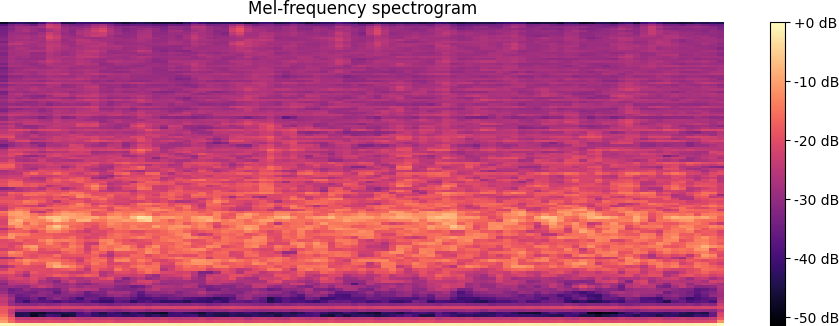 Mel-frequency spectrogram
+0 dB
-10 dB
-20 dB
-30 dB
-40 dB
-50 dB